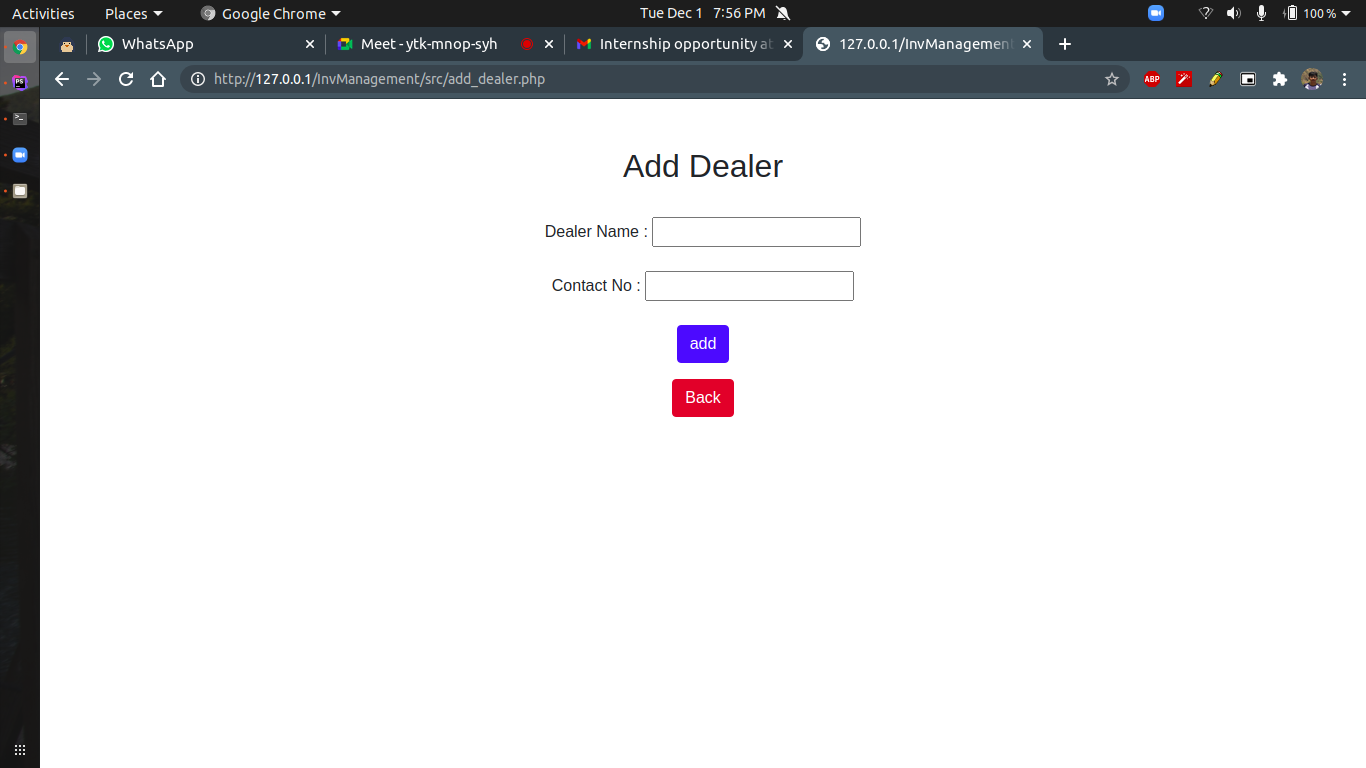 Activities Places Google Chrome Tue Dec 1 7:56 PM 100 %
WhatsApp Meet - ytk-mnop-syh Internship opportunity at 127.0.0.1/InvManagement
http://127.0.0.1/InvManagement/src/add_dealer.php ABP
PS
Add Dealer
Dealer Name :
Contact No :
add
Back